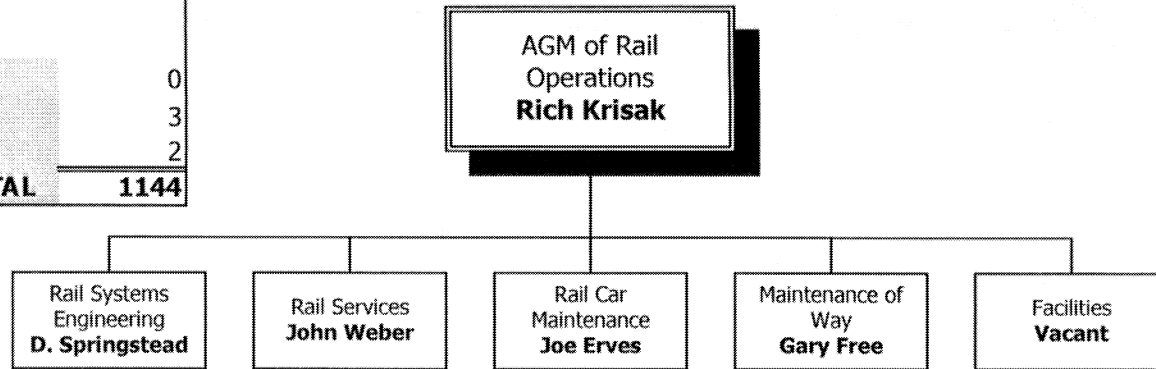 0
3
2
TAL 1144
AGM of Rail
Operations
Rich Krisak
Rail Systems
Engineering
D. Springstead
Rail Services
John Weber
Rail Car
Maintenance
Joe Erves
Maintenance of
Way
Gary Free
Facilities
Vacant